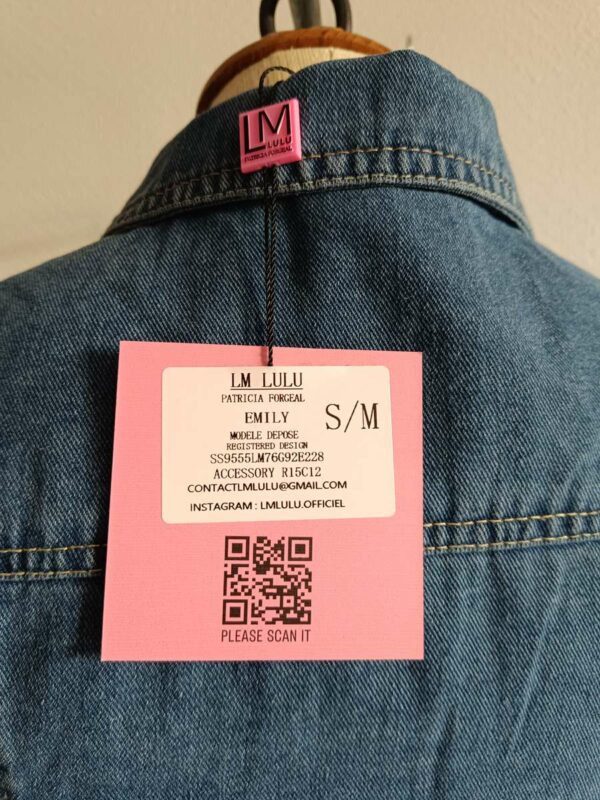 LM
LULU
PATRICIA FORGEAL
LM LULU
PATRICIA FORGEAL
EMILY
S/M
MODELE DEPOSE
REGISTERED DESIGN
SS9555LM76G92E228
ACCESSORY R15C12
CONTACTLMLULU@GMAIL.COM
INSTAGRAM : LMLULU.OFFICIEL
PLEASE SCAN IT